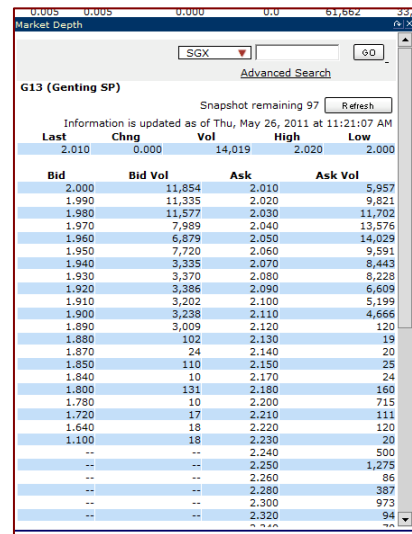 0.005 0.005 0.000 0.0 61,662 33,
Market Depth
SGX GO
Advanced Search
G13 (Genting SP)
Snapshot remaining 97 Refresh
Information is updated as of Thu, May 26, 2011 at 11:21:07 AM
Last Chng Vol High Low
2.010 0.000 14,019 2.020 2.000
Bid Bid Vol Ask Ask Vol
2.000 11,854 2.010 5,957
1.990 11,335 2.020 9,821
1.980 11,577 2.030 11,702
1.970 7,989 2.040 13,576
1.960 6,879 2.050 14,029
1.950 7,720 2.060 9,591
1.940 3,335 2.070 8,443
1.930 3,370 2.080 8,228
1.920 3,386 2.090 6,609
1.910 3,202 2.100 5,199
1.900 3,238 2.110 4,666
1.890 3,009 2.120 120
1.880 102 2.130 19
1.870 24 2.140 20
1.850 110 2.150 25
1.840 10 2.170 24
1.800 131 2.180 160
1.780 10 2.200 715
1.720 17 2.210 111
1.640 18 2.220 120
1.100 18 2.230 20
-- -- 2.240 500
-- -- 2.250 1,275
-- -- 2.260 86
-- -- 2.280 387
-- -- 2.300 973
-- -- 2.320 94